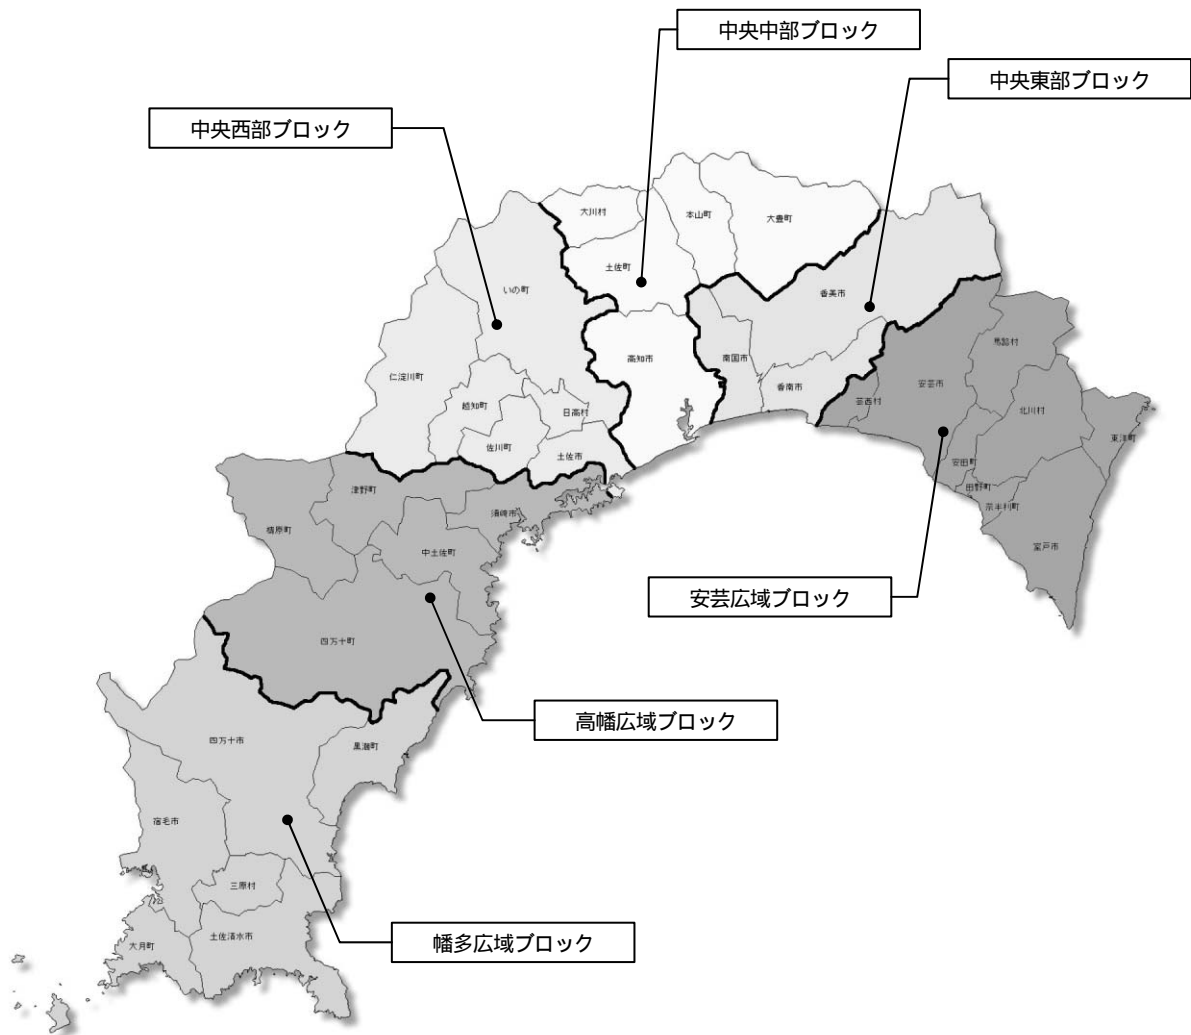 中央中部ブロック
中央東部ブロック
中央西部ブロック
大川村
本山町
大豊町
土佐町
いの町
香美市
高知市
南国市
香南市
仁淀川町
越知町
日高村
佐川町
土佐市
安芸市
馬路村
芸西村
北川村
東洋町
安田町
田野町
奈半利町
室戸市
津野町
須崎市
梼原町
中土佐町
安芸広域ブロック
四万十町
高幡広域ブロック
四万十市
黒潮町
宿毛市
三原村
土佐清水市
大月町
幡多広域ブロック